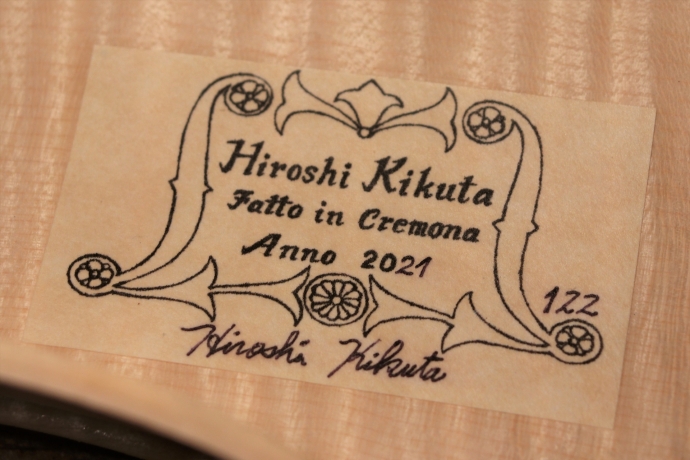 Hiroshi Kikuta
Fatto in Cremona
Anno 2021
122
Hiroshi Kikuta